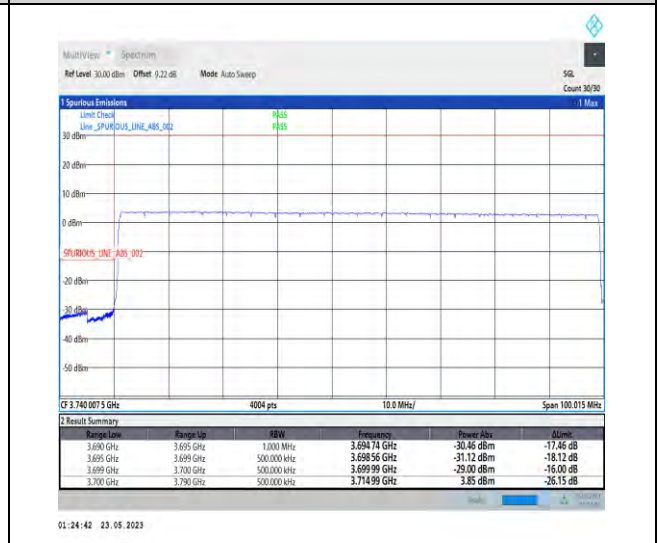 MultiView Spectrum
Ref Level 30.00 dBm Offset 9.22 dB Mode Auto Sweep SGL
Count 30/30
1 Spurious Emissions 1 Max
Limit Check PASS
Line _SPURIOUS_LINE_ABS_002 PASS
30 dBm
20 dBm
10 dBm
0 dBm
SPURIOUS_LINE_ABS_002
-20 dBm
-30 dBm
-40 dBm
-50 dBm
CF 3.740 007 5 GHz 4004 pts 10.0 MHz/ Span 100.015 MHz
2 Result Summary
Range Low Range Up RBW Frequency Power Abs ΔLimit
3.690 GHz 3.695 GHz 1.000 MHz 3.694 74 GHz -30.46 dBm -17.46 dB
3.695 GHz 3.699 GHz 500.000 kHz 3.698 56 GHz -31.12 dBm -18.12 dB
3.699 GHz 3.700 GHz 500.000 kHz 3.699 99 GHz -29.00 dBm -16.00 dB
3.700 GHz 3.790 GHz 500.000 kHz 3.714 99 GHz 3.85 dBm -26.15 dB
01:24:42 23.05.2023